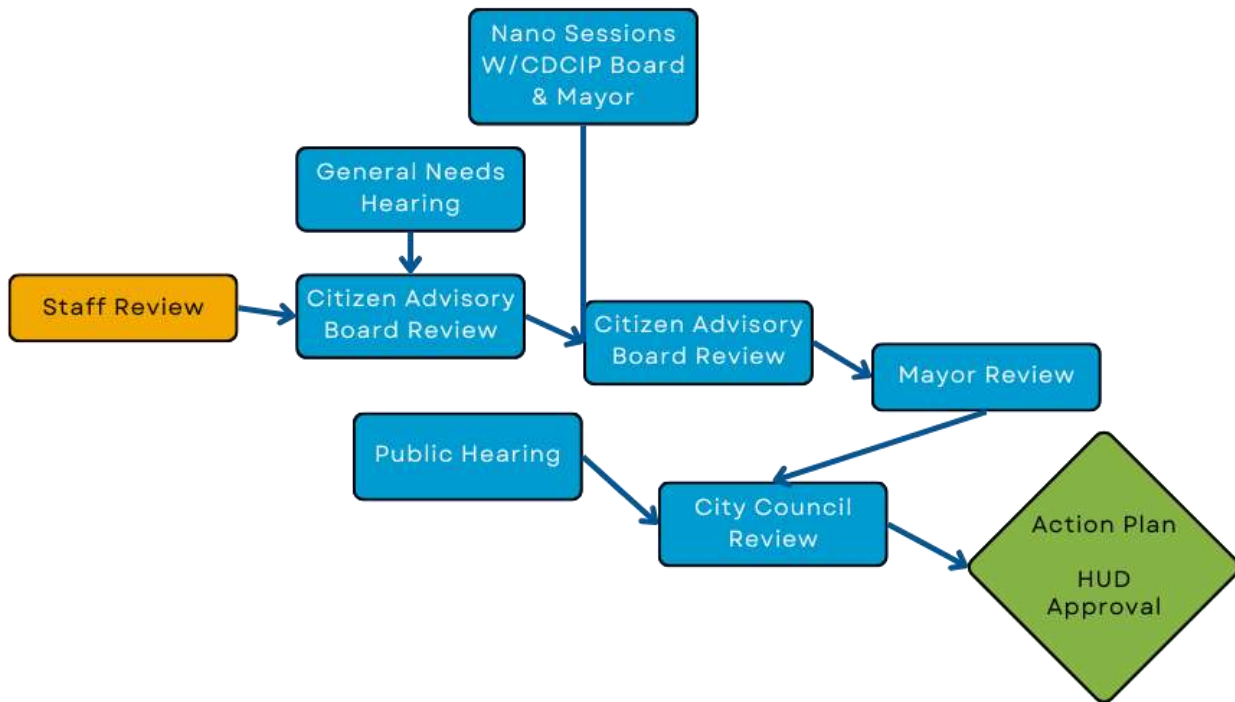 Nano Sessions
W/CDCIP Board
& Mayor
General Needs
Hearing
Staff Review
Citizen Advisory
Board Review
Citizen Advisory
Board Review
Mayor Review
Public Hearing
City Council
Review
Action Plan
HUD
Approval